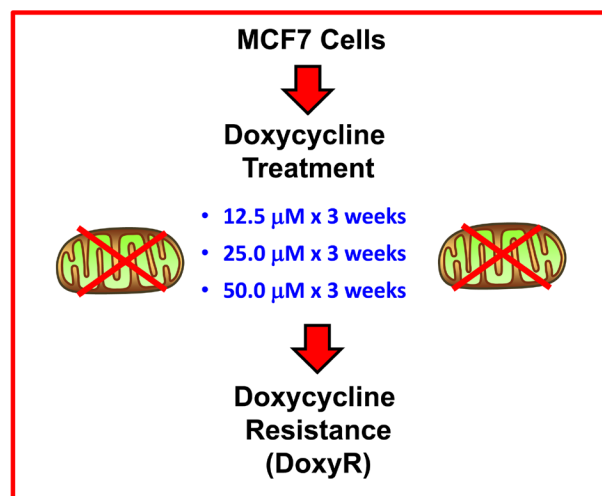 MCF7 Cells
Doxycycline
Treatment
• 12.5 μM x 3 weeks
• 25.0 μM x 3 weeks
• 50.0 μM x 3 weeks
Doxycycline
Resistance
(DoxyR)